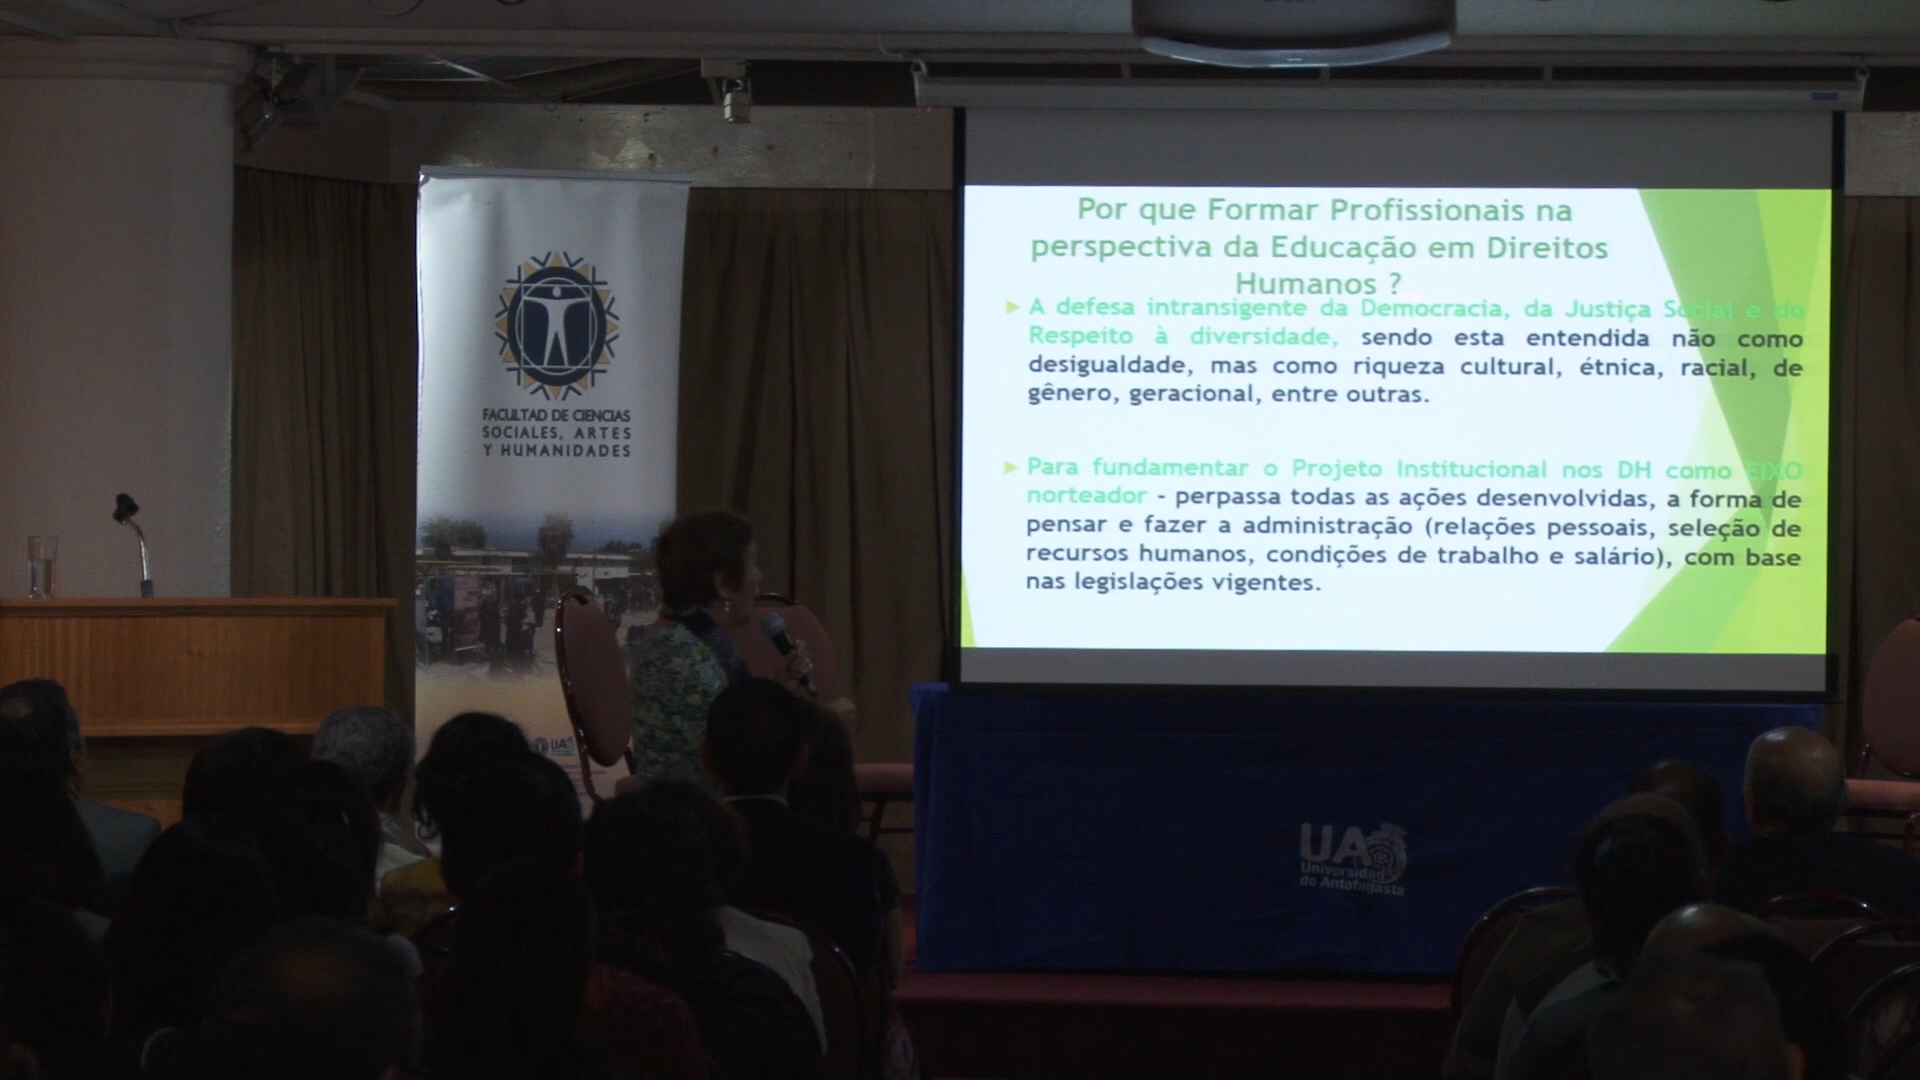 FACULTAD DE CIENCIAS
SOCIALES, ARTES
Y HUMANIDADES
UA
Por que Formar Profissionais na
perspectiva da Educação em Direitos
Humanos ?
A defesa intransigente da Democracia, da Justiça Social e do
Respeito à diversidade, sendo esta entendida não como
desigualdade, mas como riqueza cultural, étnica, racial, de
gênero, geracional, entre outras.
Para fundamentar o Projeto Institucional nos DH como EIXO
norteador - perpassa todas as ações desenvolvidas, a forma de
pensar e fazer a administração (relações pessoais, seleção de
recursos humanos, condições de trabalho e salário), com base
nas legislações vigentes.
UA
Universidad
de Antofagasta